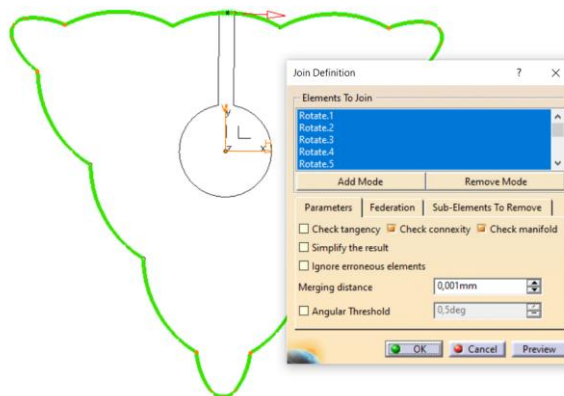 Join Definition ? ×
Elements To Join
Rotate.1
Rotate.2
Rotate.3
Rotate.4
Rotate.5
Add Mode Remove Mode
Parameters Federation Sub-Elements To Remove
Check tangency Check connexity Check manifold
Simplify the result
Ignore erroneous elements
Merging distance 0,001mm
Angular Threshold 0,5deg
OK Cancel Preview
y
z x